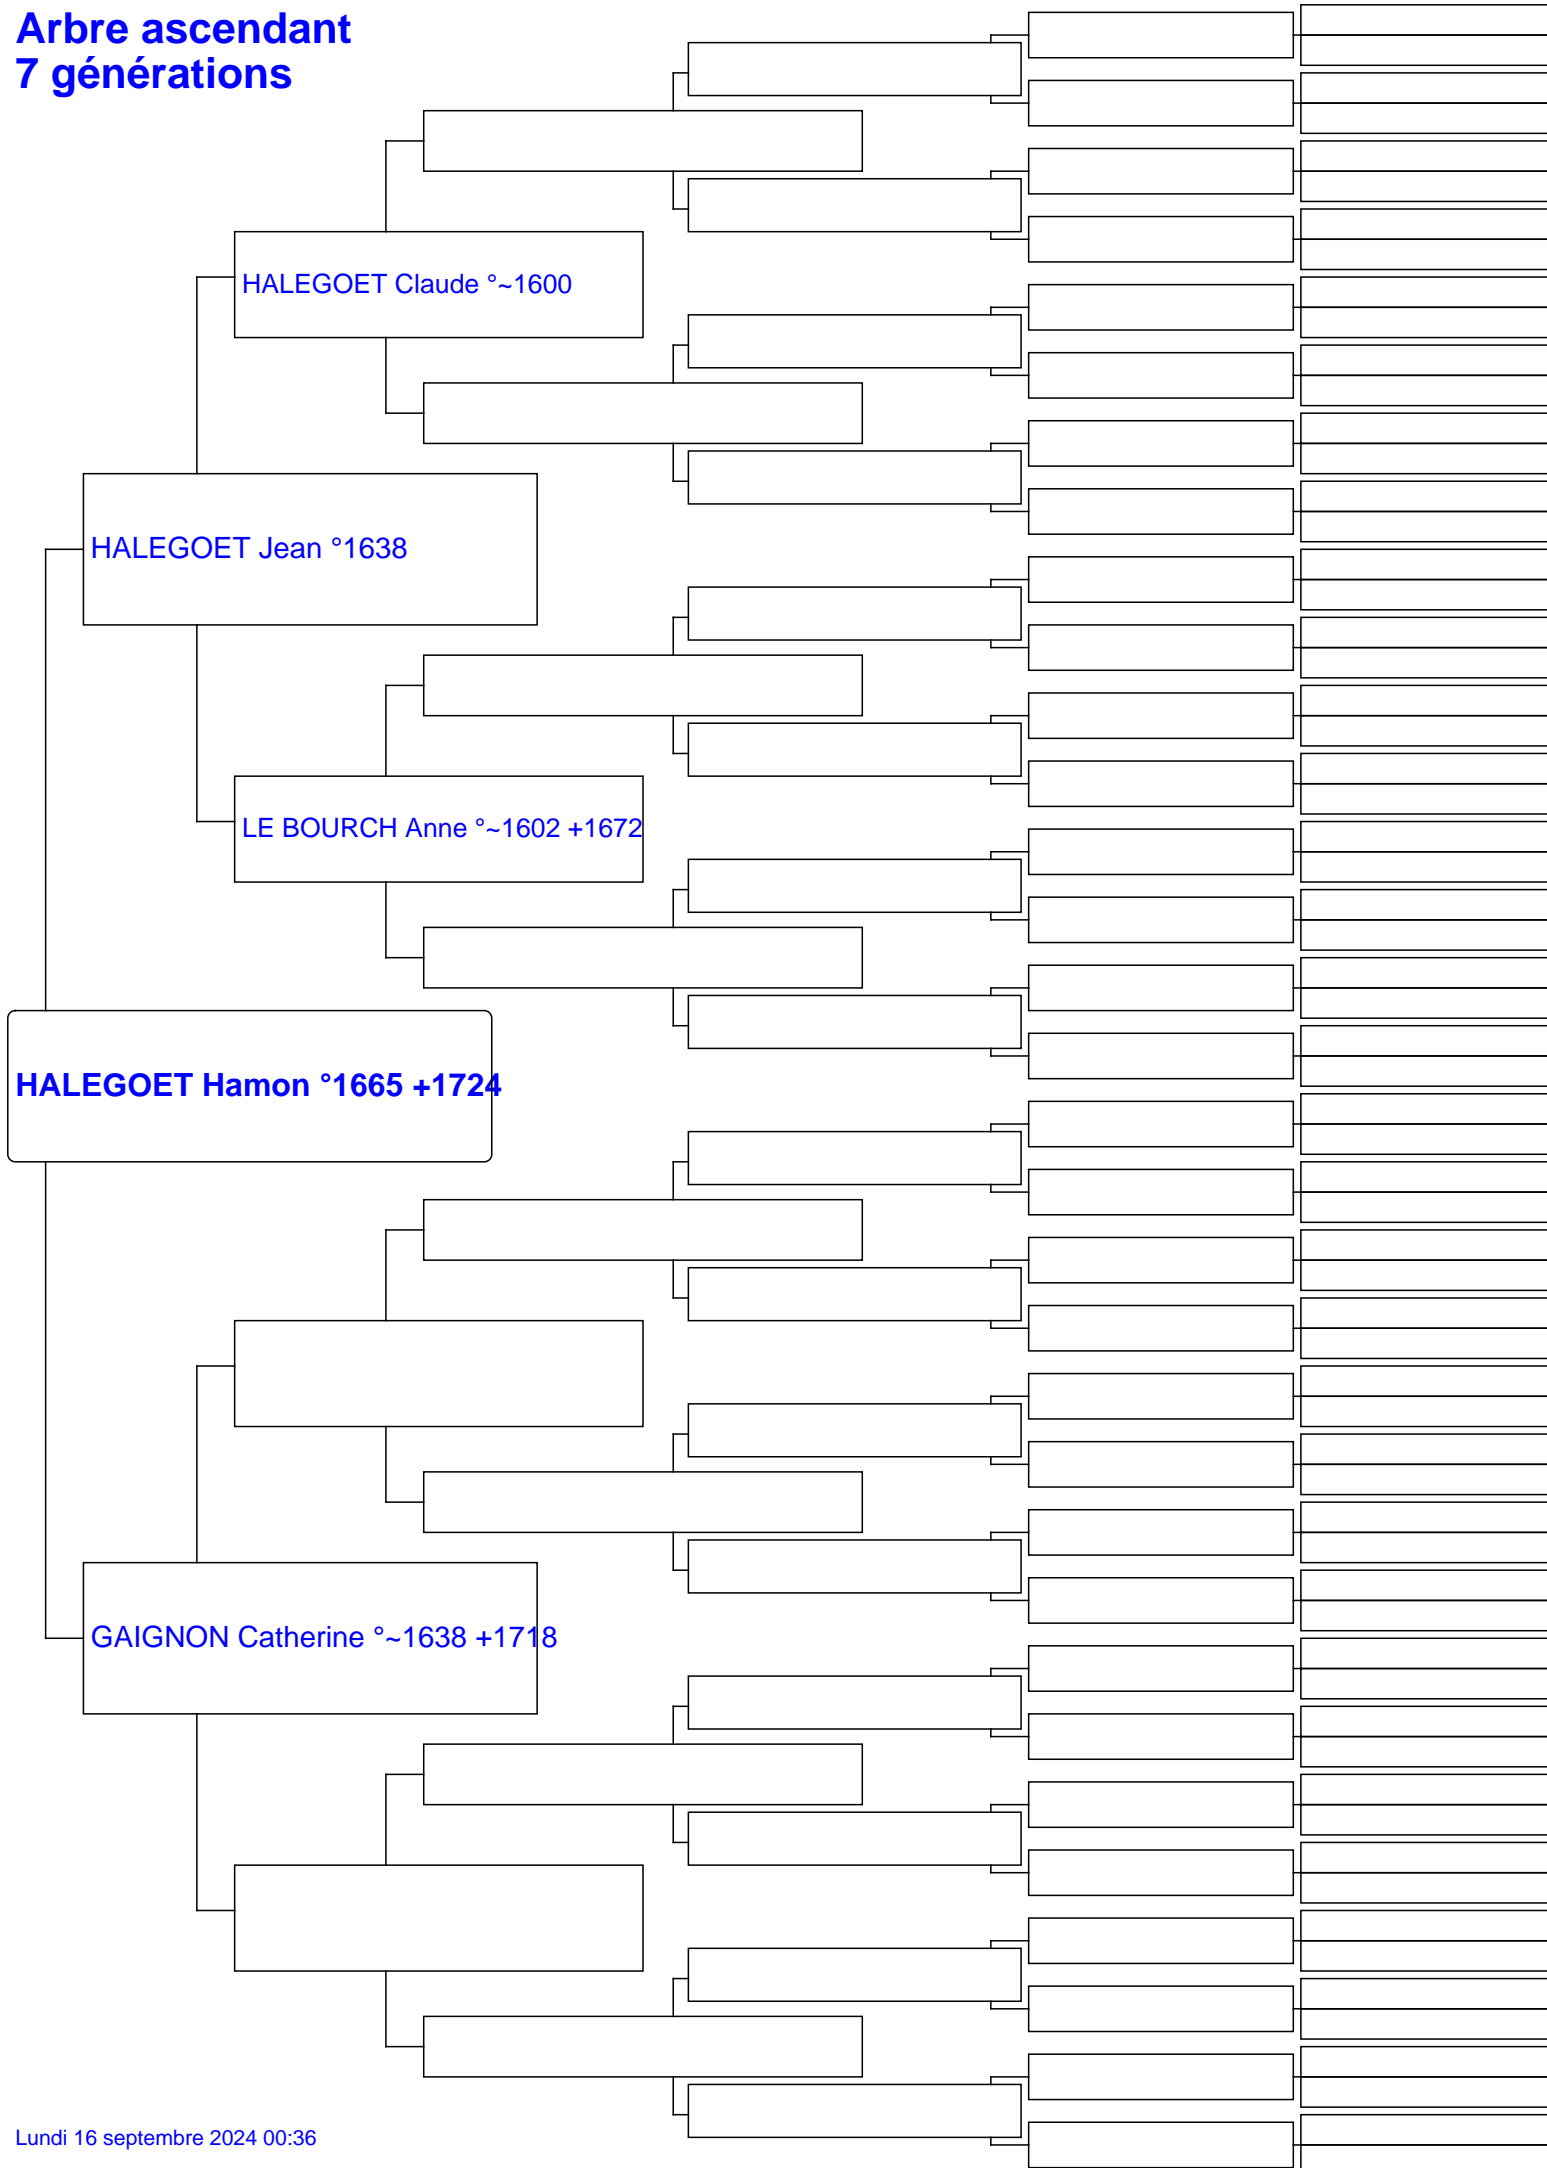 Arbre ascendant
7 générations
HALEGOET Claude °~1600
HALEGOET Jean °1638
LE BOURCH Anne °~1602 +1672
HALEGOET Hamon °1665 +1724
GAIGNON Catherine °~1638 +1718
Lundi 16 septembre 2024 00:36